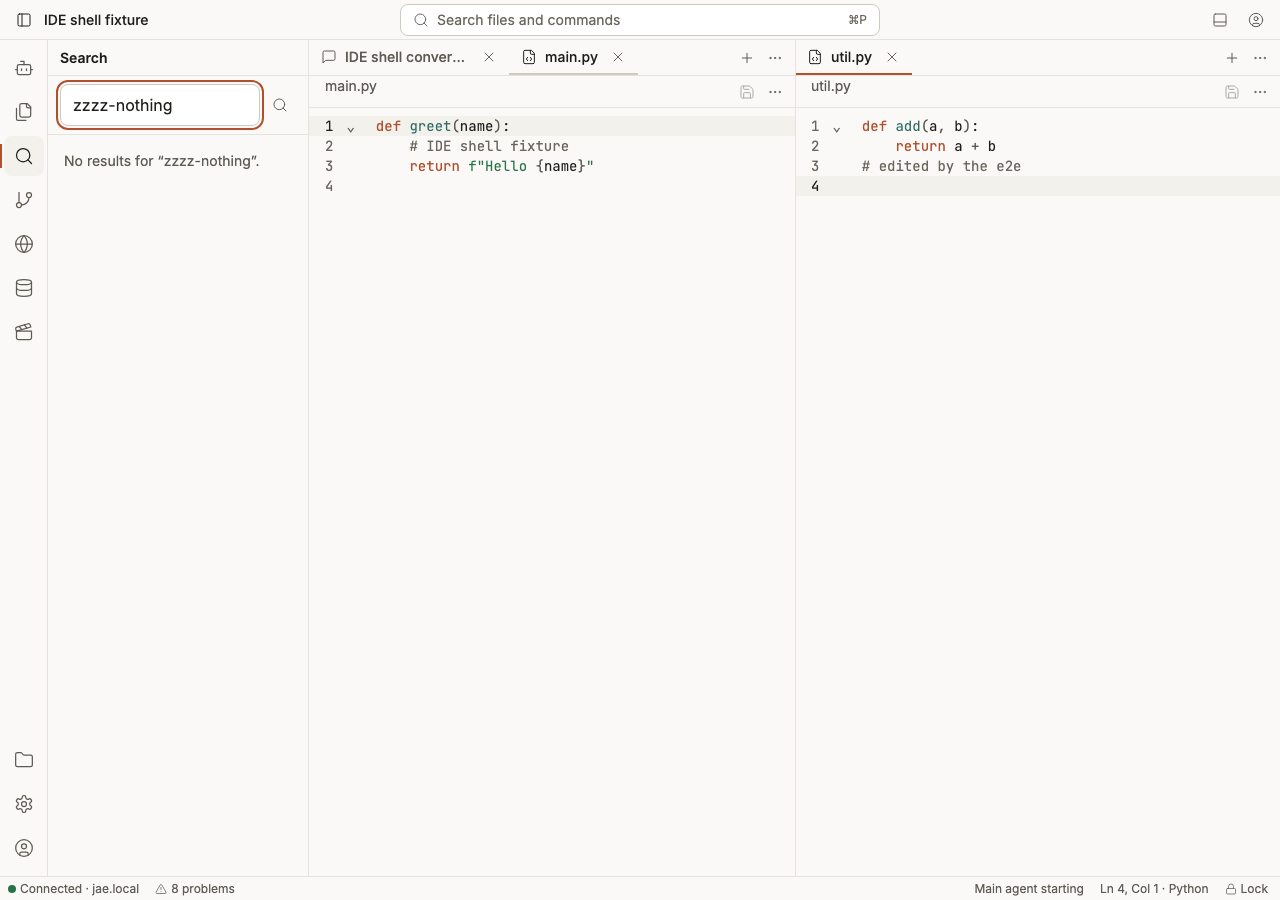 IDE shell fixture
Search files and commands ⌘P
Search
zzzz-nothing
No results for “zzzz-nothing”.
IDE shell conver...
main.py
main.py
1 def greet(name):
2 # IDE shell fixture
3 return f"Hello {name}"
4
util.py
util.py
1 def add(a, b):
2 return a + b
3 # edited by the e2e
4
Connected · jae.local
8 problems
Main agent starting
Ln 4, Col 1 · Python
Lock